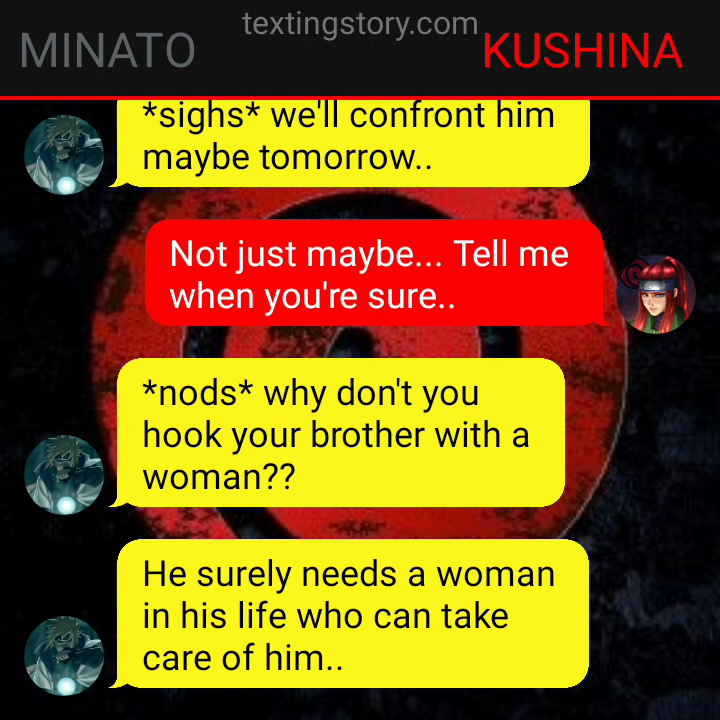 textingstory.com
MINATO
KUSHINA
*sighs* we'll confront him
maybe tomorrow..
Not just maybe... Tell me
when you're sure..
*nods* why don't you
hook your brother with a
woman??
He surely needs a woman
in his life who can take
care of him..